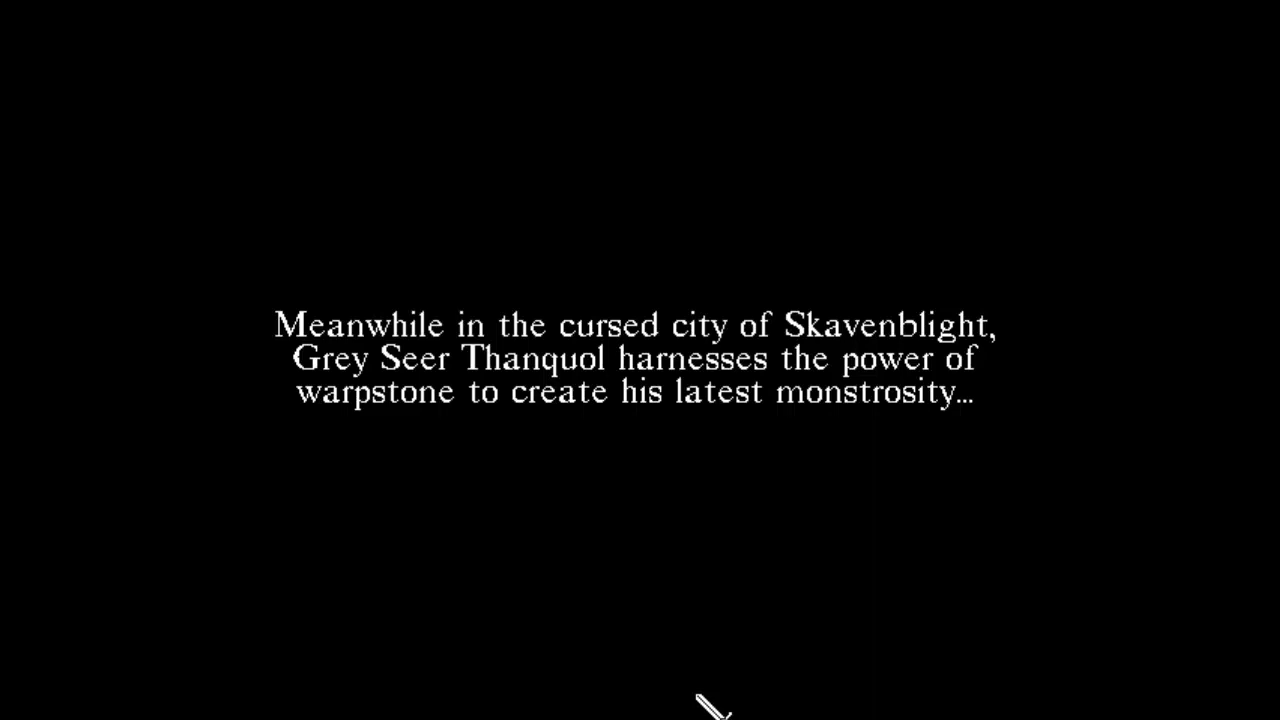 Meanwhile in the cursed city of Skavenblight,
Grey Seer Thanquol harnesses the power of
warpstone to create his latest monstrosity...